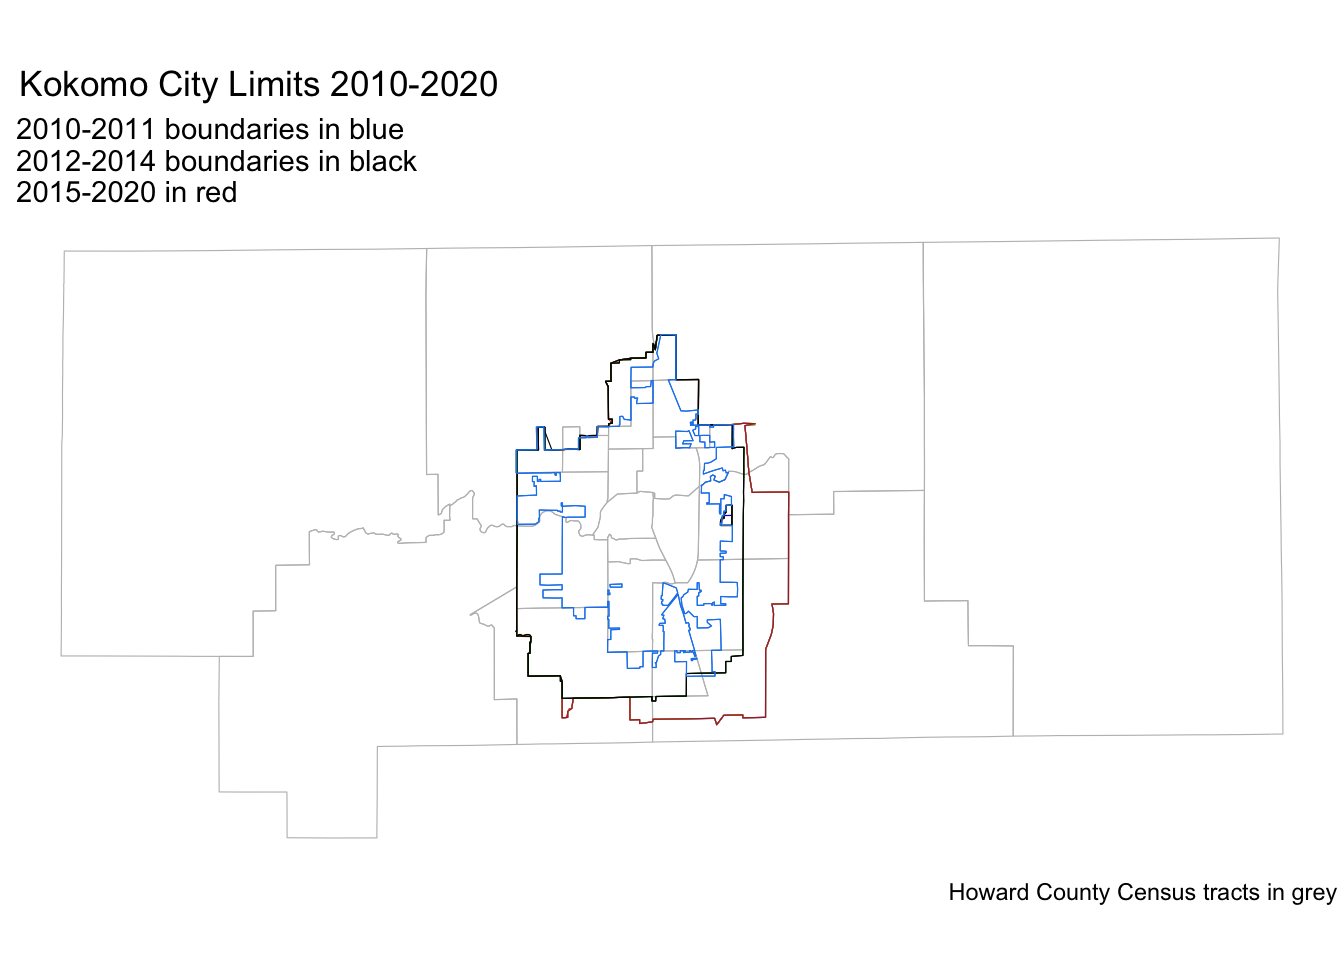 Kokomo City Limits 2010-2020
2010-2011 boundaries in blue
2012-2014 boundaries in black
2015-2020 in red
Howard County Census tracts in grey